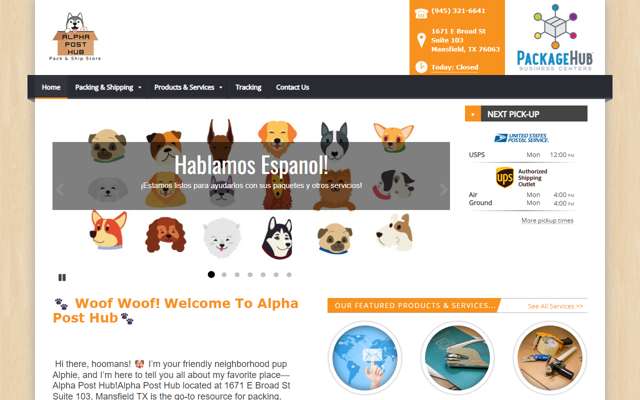 ALPHA
POST
HUB
Pack & Ship Store
(945) 321-6641
1671 E Broad St
Suite 103
Mansfield, TX 76063
Today: Closed
PACKAGEHUB
BUSINESS CENTERS
Home
Packing & Shipping
Products & Services
Tracking
Contact Us
Hablamos Espanol!
¡Estamos listos para ayudarlos con sus paquetes y otros servicios!
NEXT PICK-UP
UNITED STATES
POSTAL SERVICE
USPS Mon 12:00 PM
ups Authorized
Shipping
Outlet
Air Mon 4:00 PM
Ground Mon 4:00 PM
More pickup times
Woof Woof! Welcome To Alpha
Post Hub
Hi there, hoomans! I'm your friendly neighborhood pup
Alphie, and I'm here to tell you all about my favorite place—
Alpha Post Hub!Alpha Post Hub located at 1671 E Broad St
Suite 103, Mansfield TX is the go-to resource for packing,
OUR FEATURED PRODUCTS & SERVICES...
See All Services >>